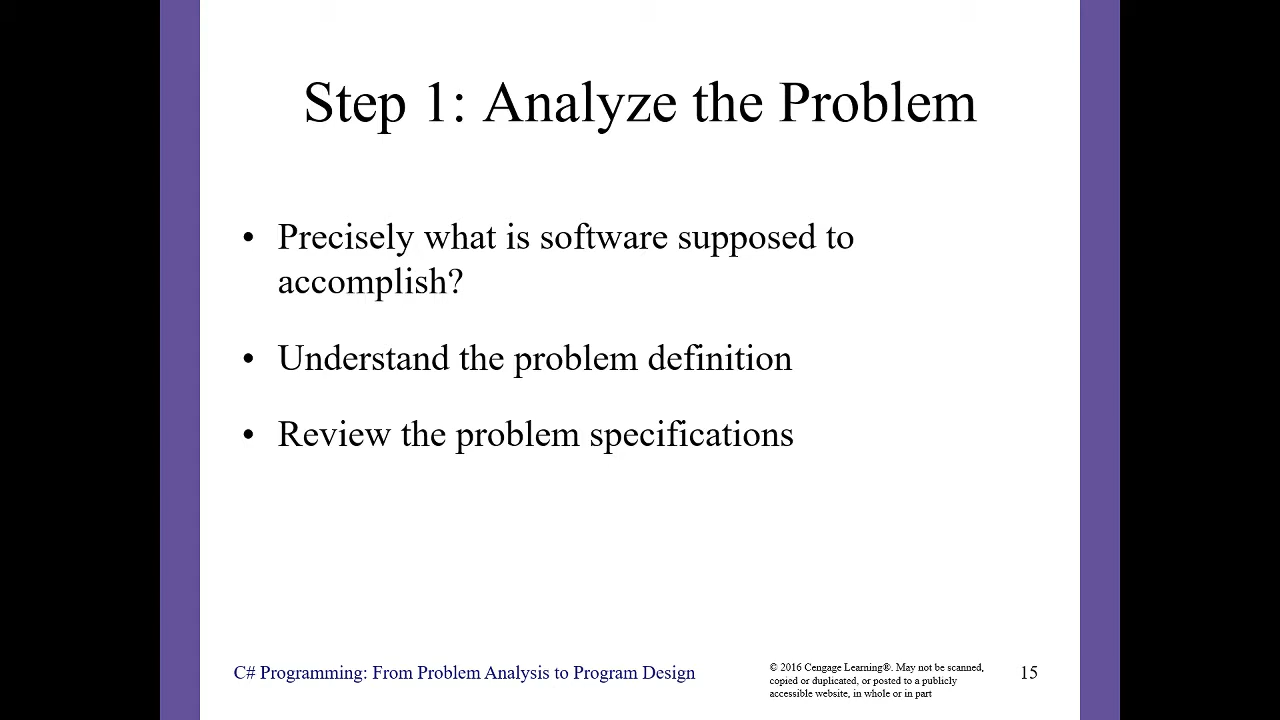 Step 1: Analyze the Problem
• Precisely what is software supposed to
accomplish?
• Understand the problem definition
• Review the problem specifications
C# Programming: From Problem Analysis to Program Design
© 2016 Cengage Learning®. May not be scanned,
copied or duplicated, or posted to a publicly
accessible website, in whole or in part
15